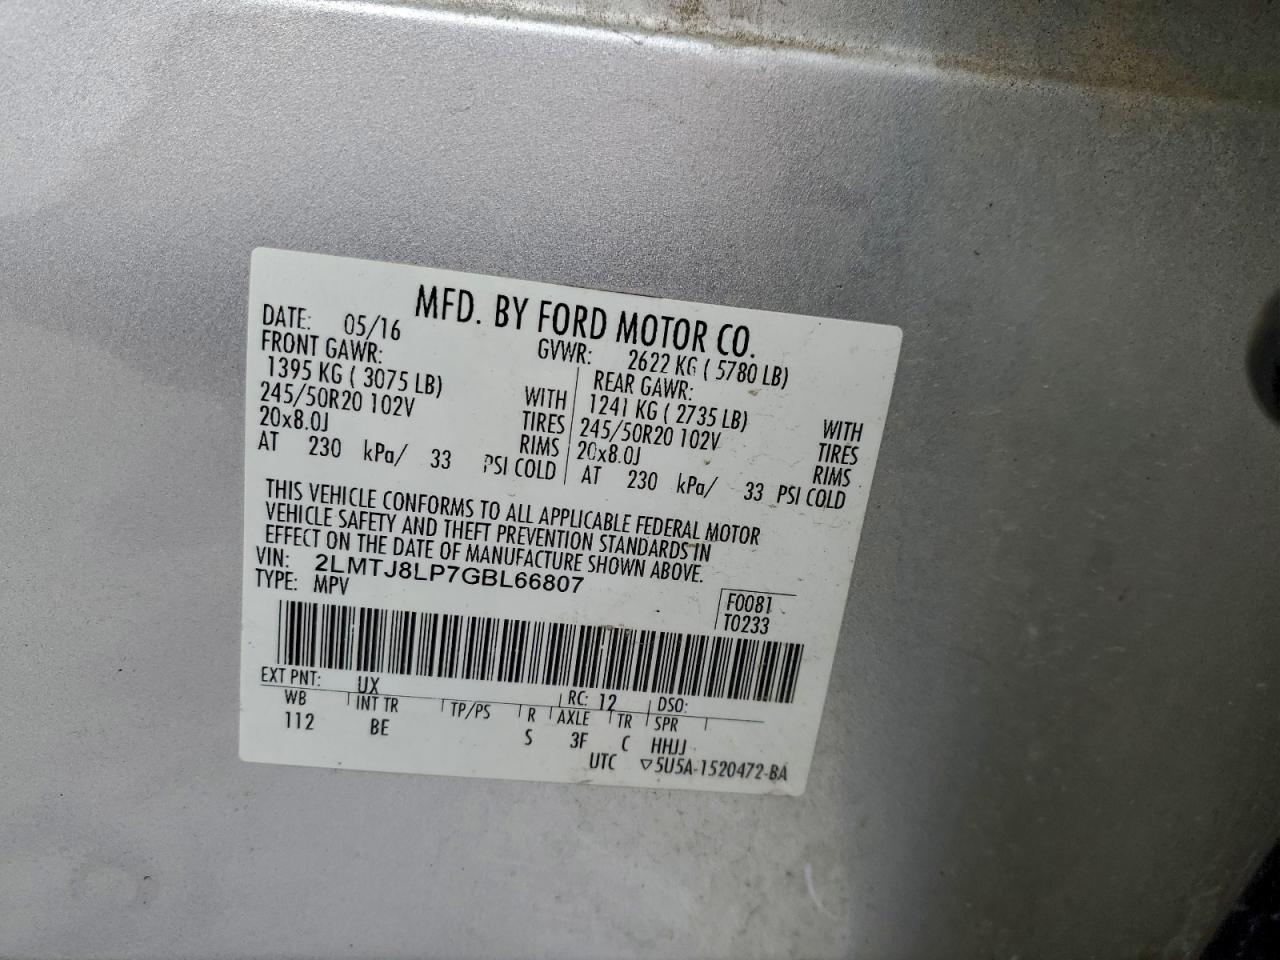 MFD. BY FORD MOTOR CO.
DATE: 05/16 GVWR: 2622 KG ( 5780 LB)
FRONT GAWR: REAR GAWR:
1395 KG ( 3075 LB) WITH 1241 KG ( 2735 LB) WITH
245/50R20 102V TIRES 245/50R20 102V TIRES
20x8.0J RIMS 20x8.0J RIMS
AT 230 kPa/ 33 PSI COLD AT 230 kPa/ 33 PSI COLD
THIS VEHICLE CONFORMS TO ALL APPLICABLE FEDERAL MOTOR
VEHICLE SAFETY AND THEFT PREVENTION STANDARDS IN
EFFECT ON THE DATE OF MANUFACTURE SHOWN ABOVE.
VIN: 2LMTJ8LP7GBL66807
TYPE: MPV
F0081
T0233
EXT PNT: UX RC: 12 DSO:
WB INT TR TP/PS R AXLE TR SPR
112 BE S 3F C HHJJ
UTC ▽5U5A-1520472-BA